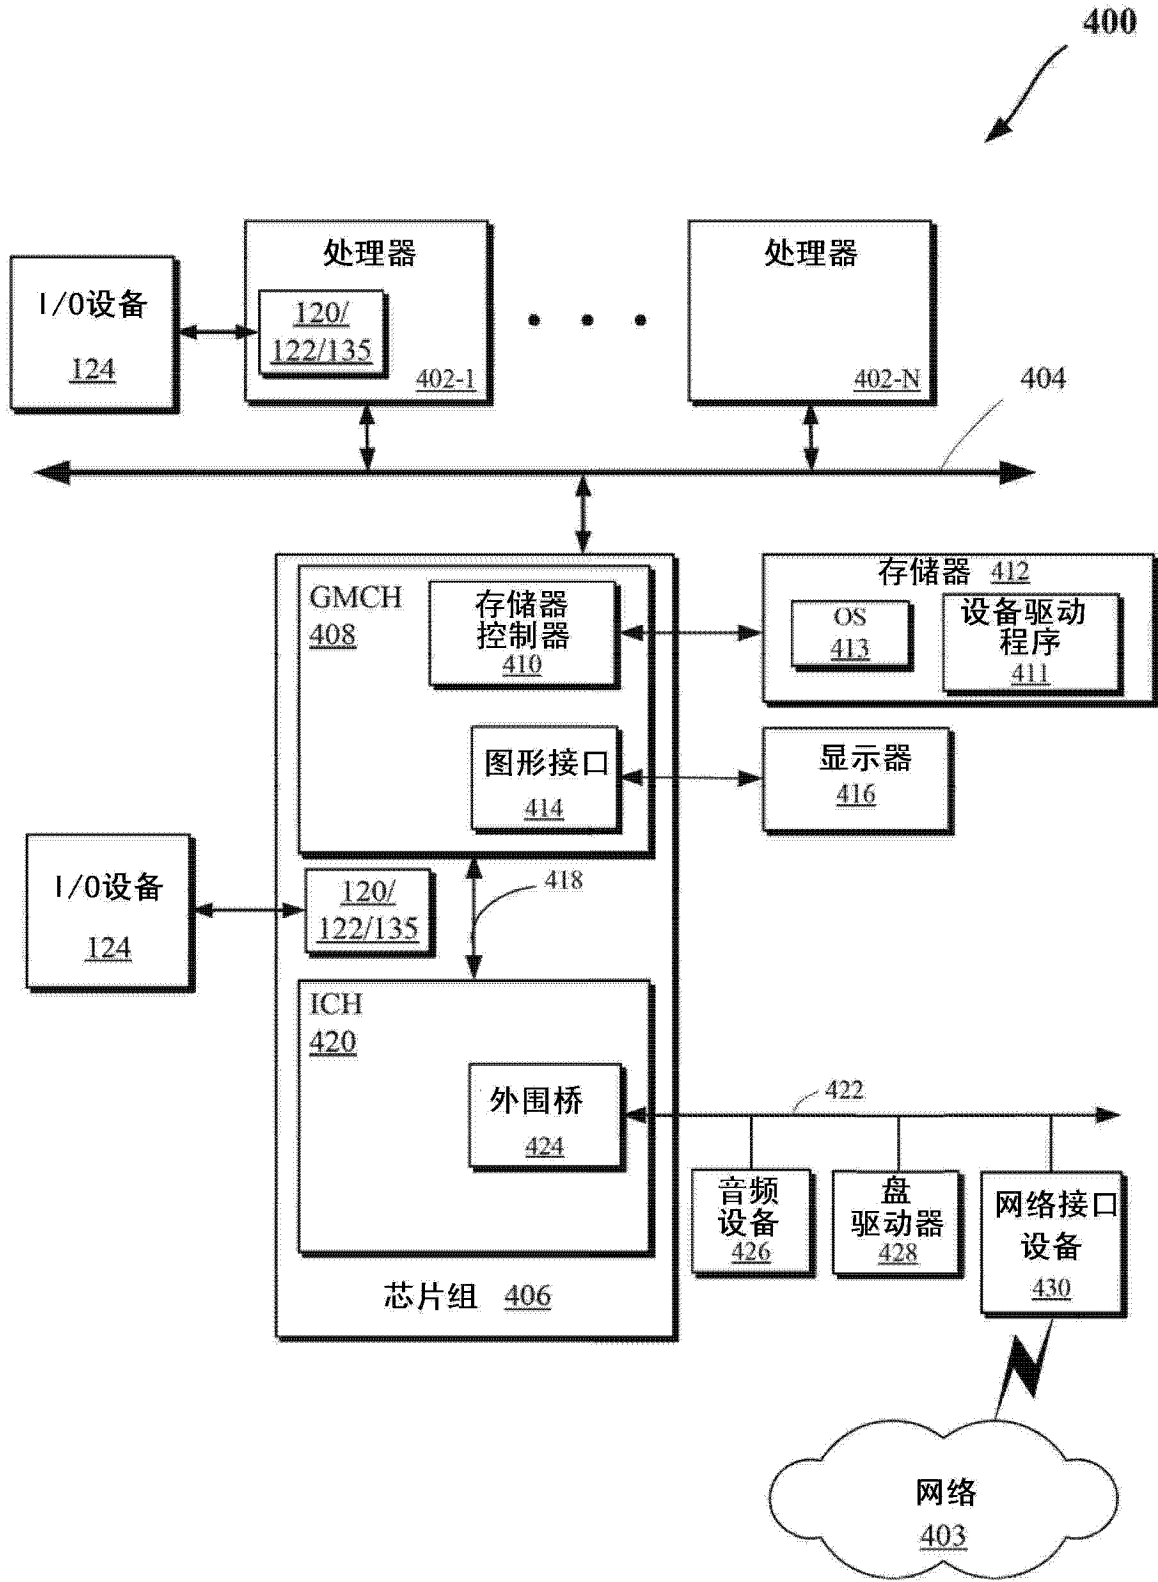 400
处理器
处理器
I/O设备
120/
122/135
124
402-1
402-N
404
GMCH
408
存储器
控制器
410
存储器 412
OS
413
设备驱动
程序
411
图形接口
414
显示器
416
I/O设备
124
120/
122/135
418
ICH
420
外围桥
424
422
音频
设备
426
盘
驱动器
428
网络接口
设备
430
芯片组 406
网络
403